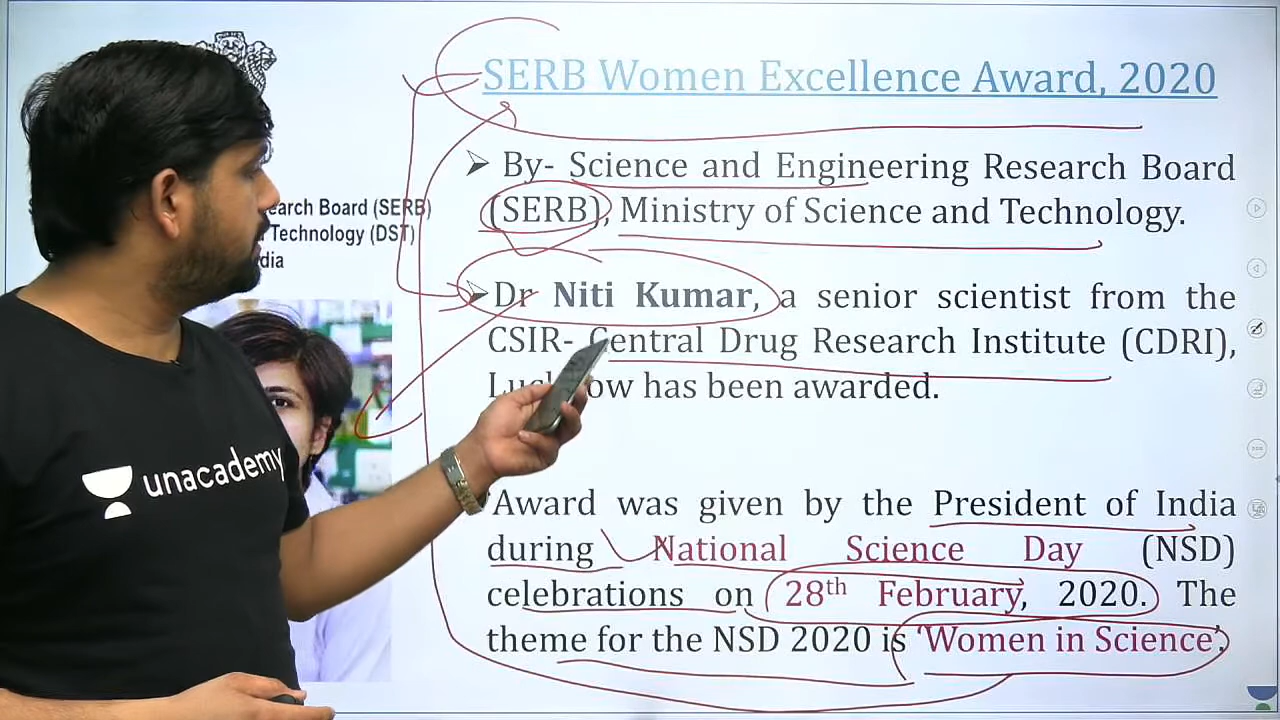 SERB Women Excellence Award, 2020
By- Science and Engineering Research Board
(SERB), Ministry of Science and Technology.
earch Board (SERB)
Technology (DST)
dia
Dr Niti Kumar, a senior scientist from the
CSIR- Central Drug Research Institute (CDRI),
has been awarded.
unacademy
Award was given by the President of India
during National Science Day (NSD)
celebrations on 28th February, 2020. The
theme for the NSD 2020 is ‘Women in Science’.